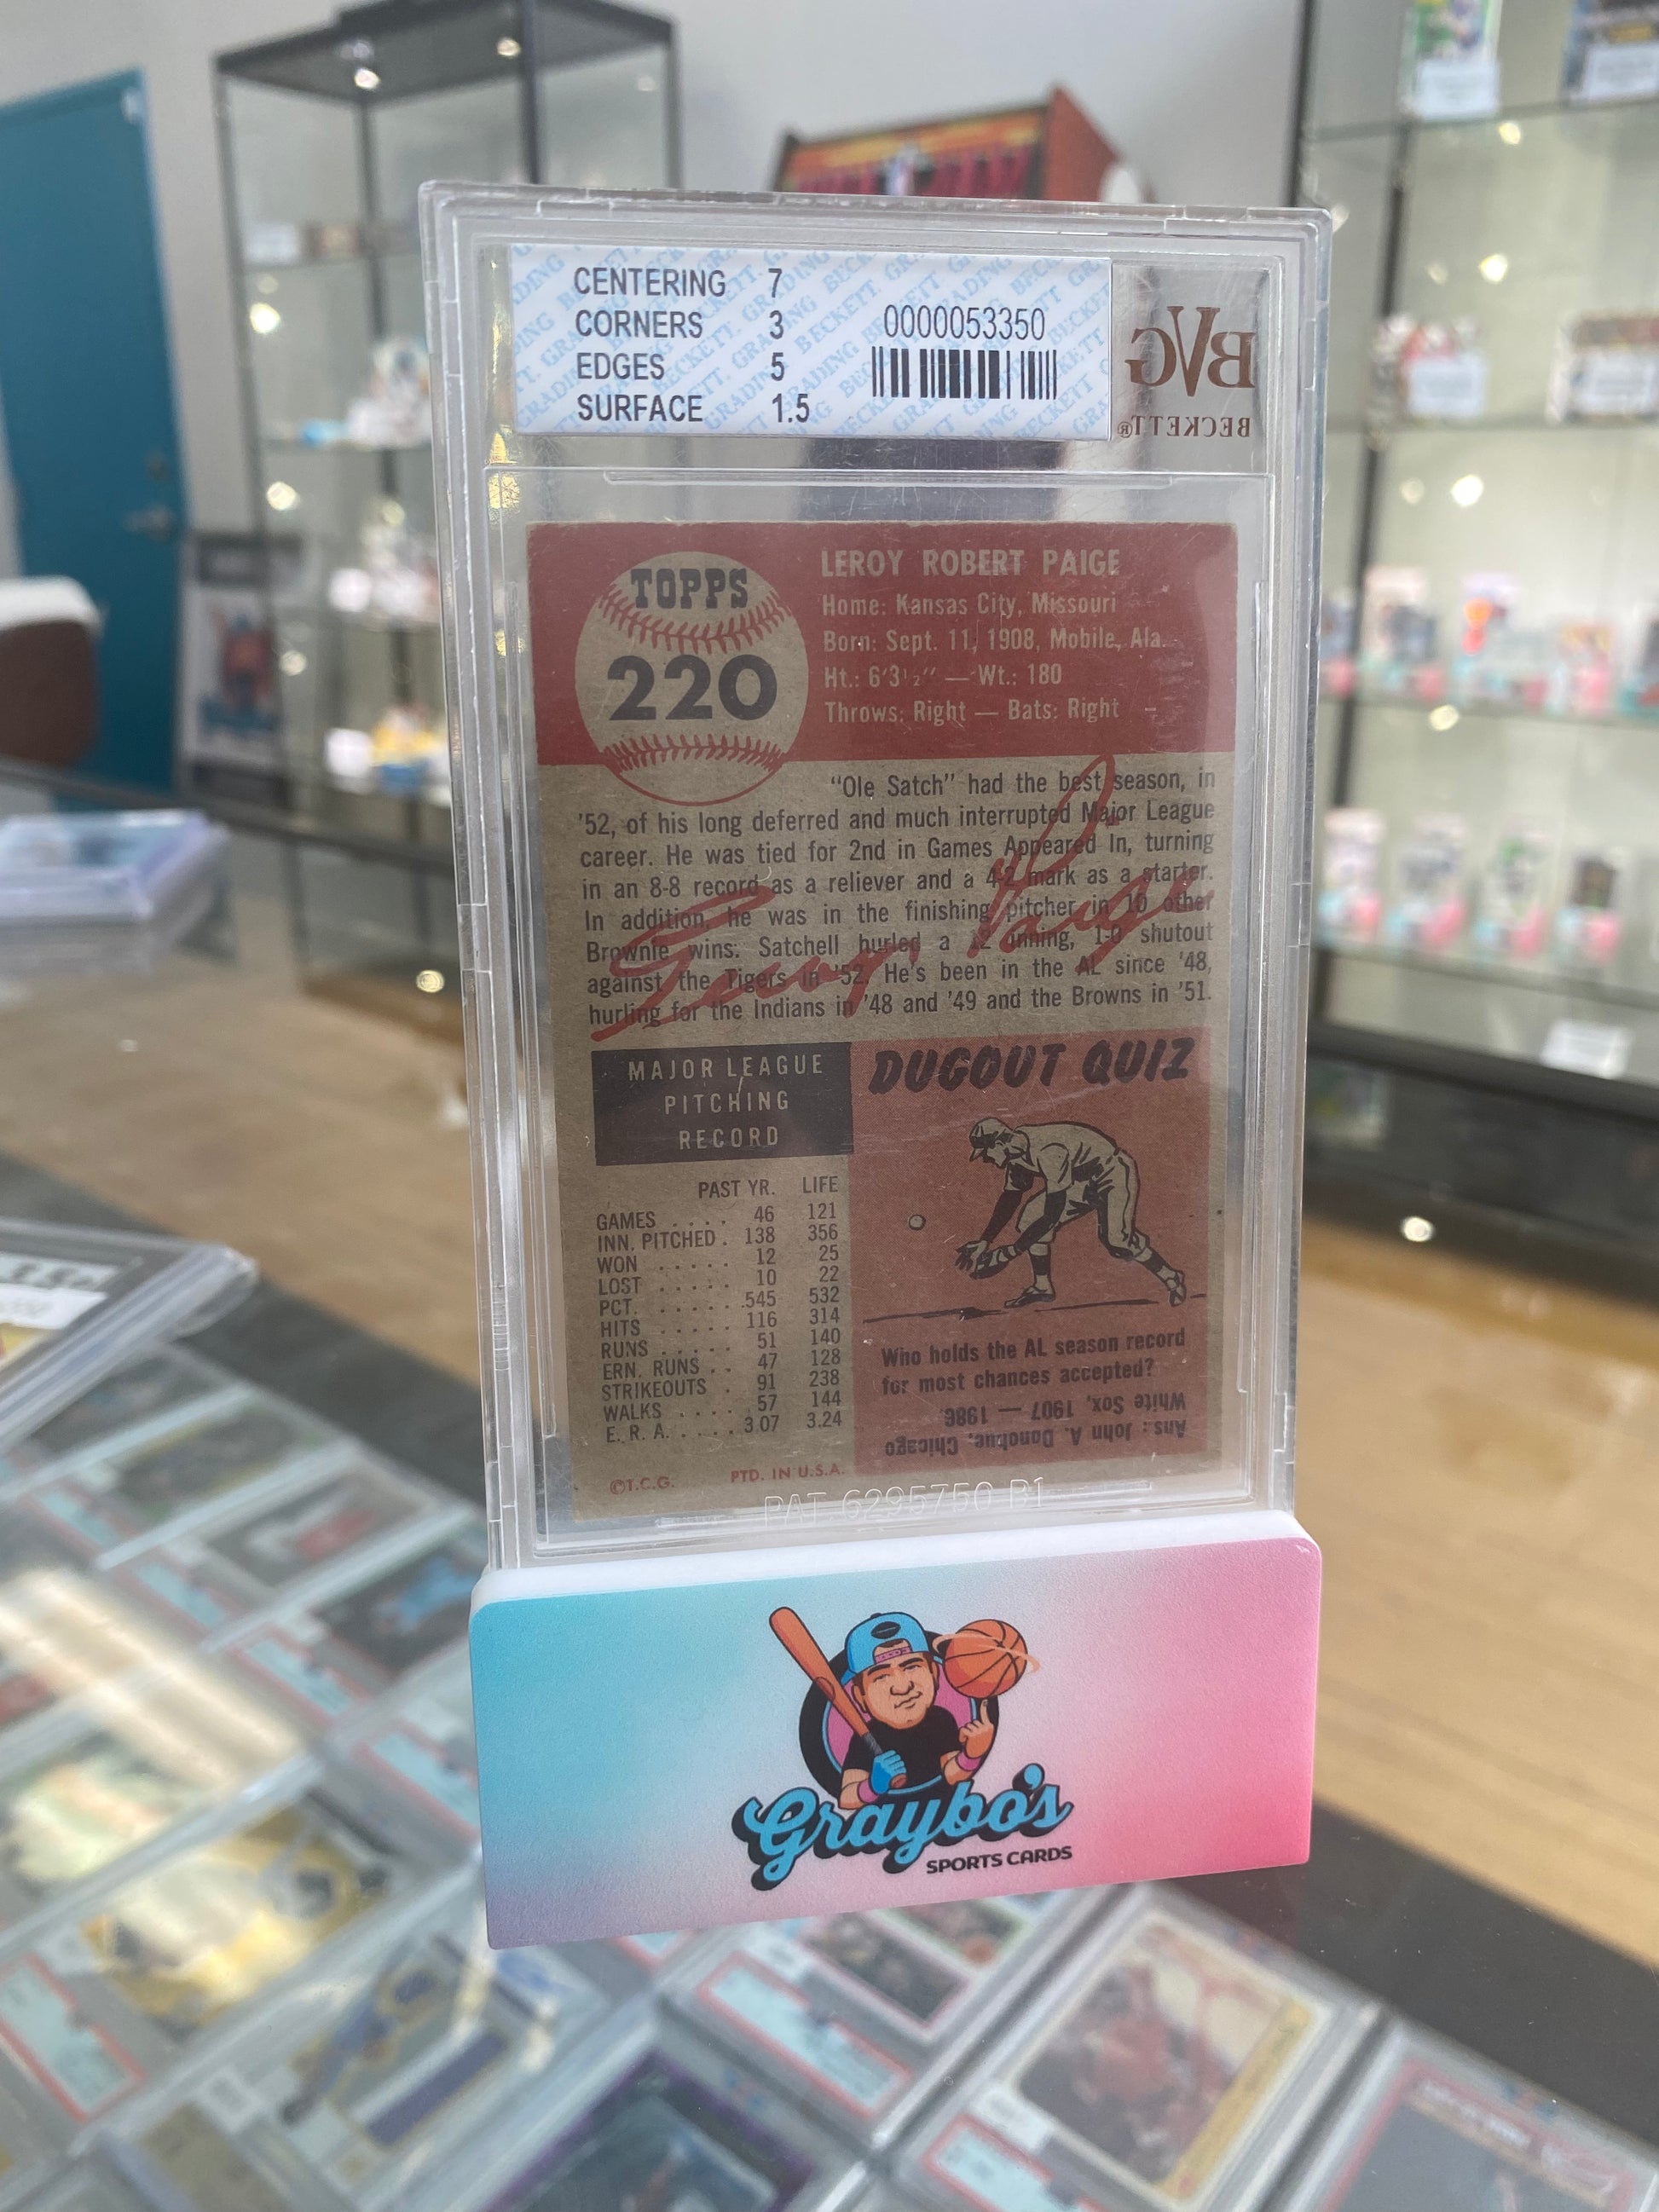 CENTERING 7
CORNERS 3
EDGES 5
SURFACE 1.5
0000053350
BVG
BECKETT®
TOPPS
220
LEROY ROBERT PAIGE
Home: Kansas City, Missouri
Born: Sept. 11, 1908, Mobile, Ala.
Ht.: 6'3½" — Wt.: 180
Throws: Right — Bats: Right
"Ole Satch" had the best season, in
'52, of his long deferred and much interrupted Major League
career. He was tied for 2nd in Games Appeared In, turning
in an 8-8 record as a reliever and a 4-2 mark as a starter.
In addition, he was in the finishing pitcher in 10 other
Brownie wins. Satchell hurled a 12 inning, 1-0 shutout
against the Tigers in '52. He's been in the AL since '48,
hurling for the Indians in '48 and '49 and the Browns in '51.
Leroy Paige
MAJOR LEAGUE
PITCHING
RECORD
PAST YR. LIFE
GAMES .... 46 121
INN. PITCHED . 138 356
WON ..... 12 25
LOST ..... 10 22
PCT. ...... .545 532
HITS ..... 116 314
RUNS ..... 51 140
ERN. RUNS .. 47 128
STRIKEOUTS . 91 238
WALKS .... 57 144
E. R. A. ..... 3.07 3.24
©T.C.G. PTD. IN U.S.A.
DUGOUT QUIZ
Who holds the AL season record
for most chances accepted?
Ans.: John A. Donohue, Chicago
White Sox, 1907 — 1986.
PAT 6295750 B1
Graybo's
SPORTS CARDS